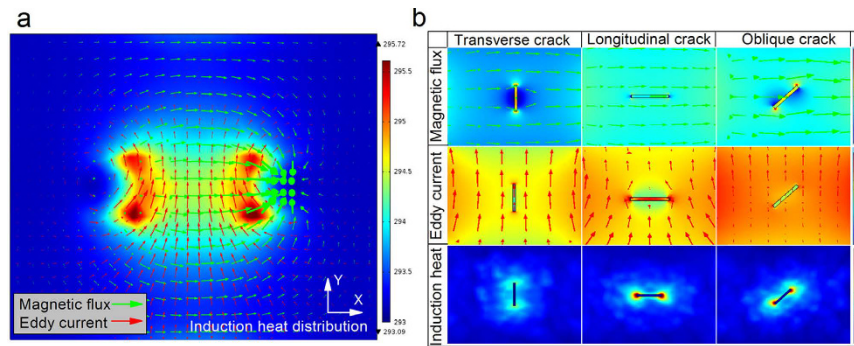 a
295.72
295.5
295
294.5
294
293.5
293
293.09
Magnetic flux
Eddy current
Y
X
Induction heat distribution
b
Transverse crack
Longitudinal crack
Oblique crack
Magnetic flux
Eddy current
Induction heat